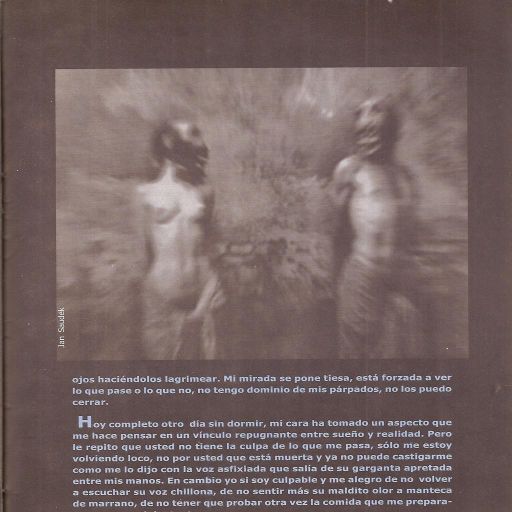 Jan Saudek
ojos haciéndolos lagrimear. Mi mirada se pone tiesa, está forzada a ver
lo que pase o lo que no, no tengo dominio de mis párpados, no los puedo
cerrar.
Hoy completo otro día sin dormir, mi cara ha tomado un aspecto que
me hace pensar en un vínculo repugnante entre sueño y realidad. Pero
le repito que usted no tiene la culpa de lo que me pasa, sólo me estoy
volviendo loco, no por usted que está muerta y ya no puede castigarme
como me lo dijo con la voz asfixiada que salía de su garganta apretada
entre mis manos. En cambio yo si soy culpable y me alegro de no volver
a escuchar su voz chillona, de no sentir más su maldito olor a manteca
de marrano, de no tener que probar otra vez la comida que me prepara-